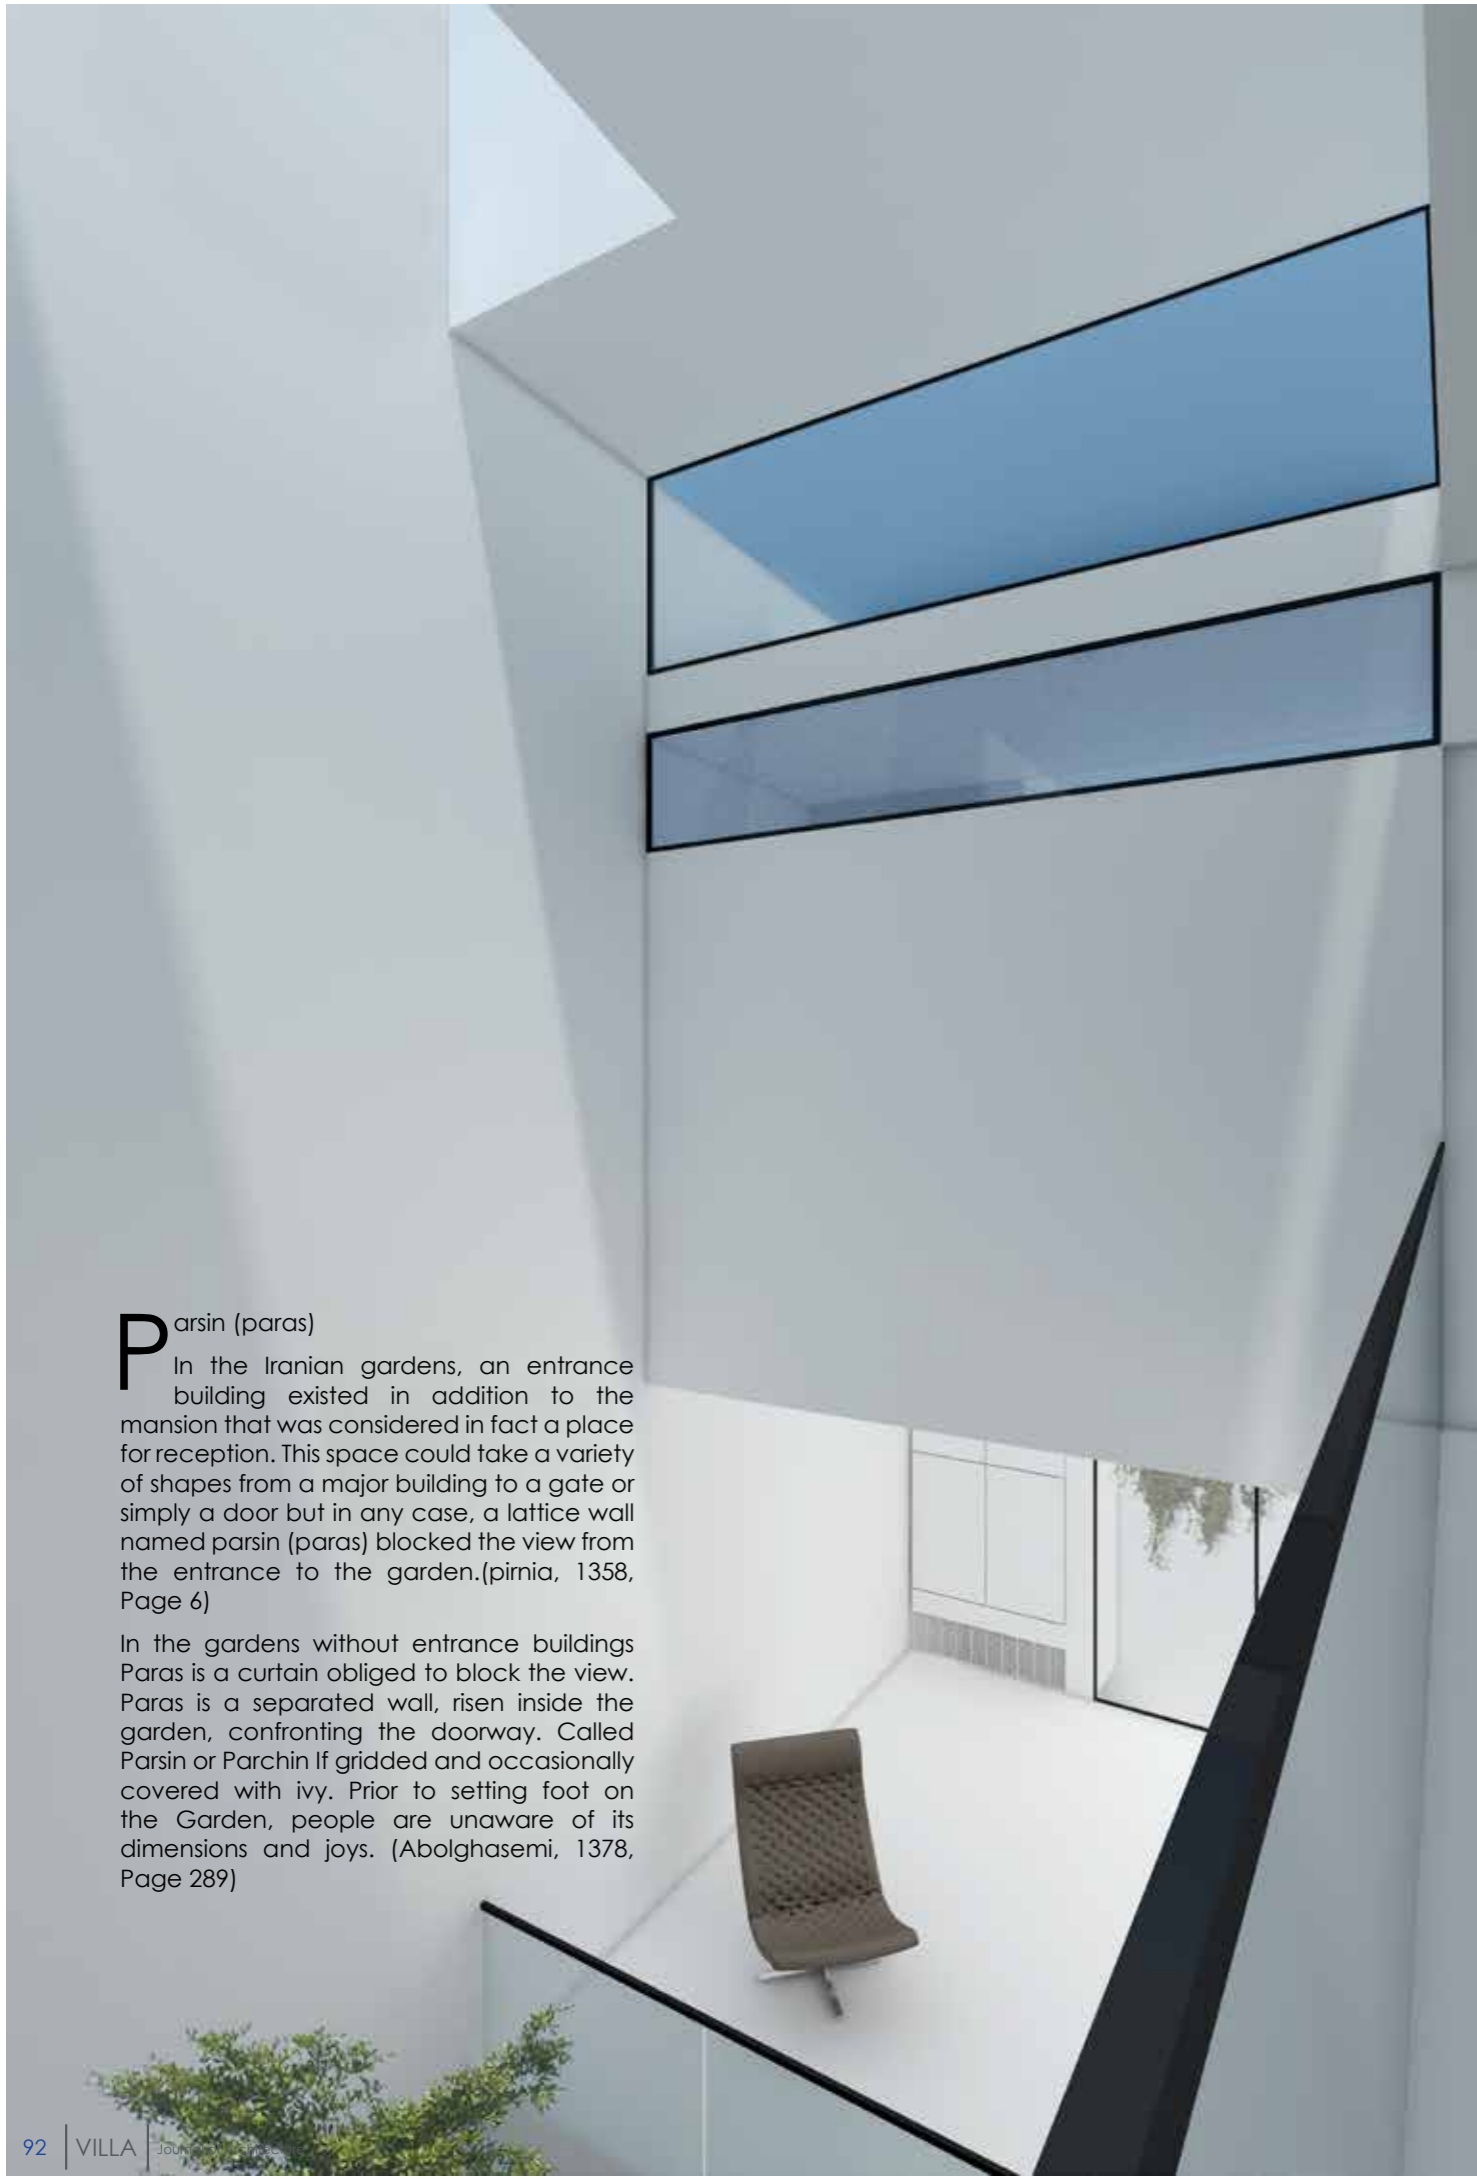 Parsin (paras)
In the Iranian gardens, an entrance
building existed in addition to the
mansion that was considered in fact a place
for reception. This space could take a variety
of shapes from a major building to a gate or
simply a door but in any case, a lattice wall
named parsin (paras) blocked the view from
the entrance to the garden.(pirnia, 1358,
Page 6)
In the gardens without entrance buildings
Paras is a curtain obliged to block the view.
Paras is a separated wall, risen inside the
garden, confronting the doorway. Called
Parsin or Parchin If gridded and occasionally
covered with ivy. Prior to setting foot on
the Garden, people are unaware of its
dimensions and joys. (Abolghasemi, 1378,
Page 289)
92 VILLA